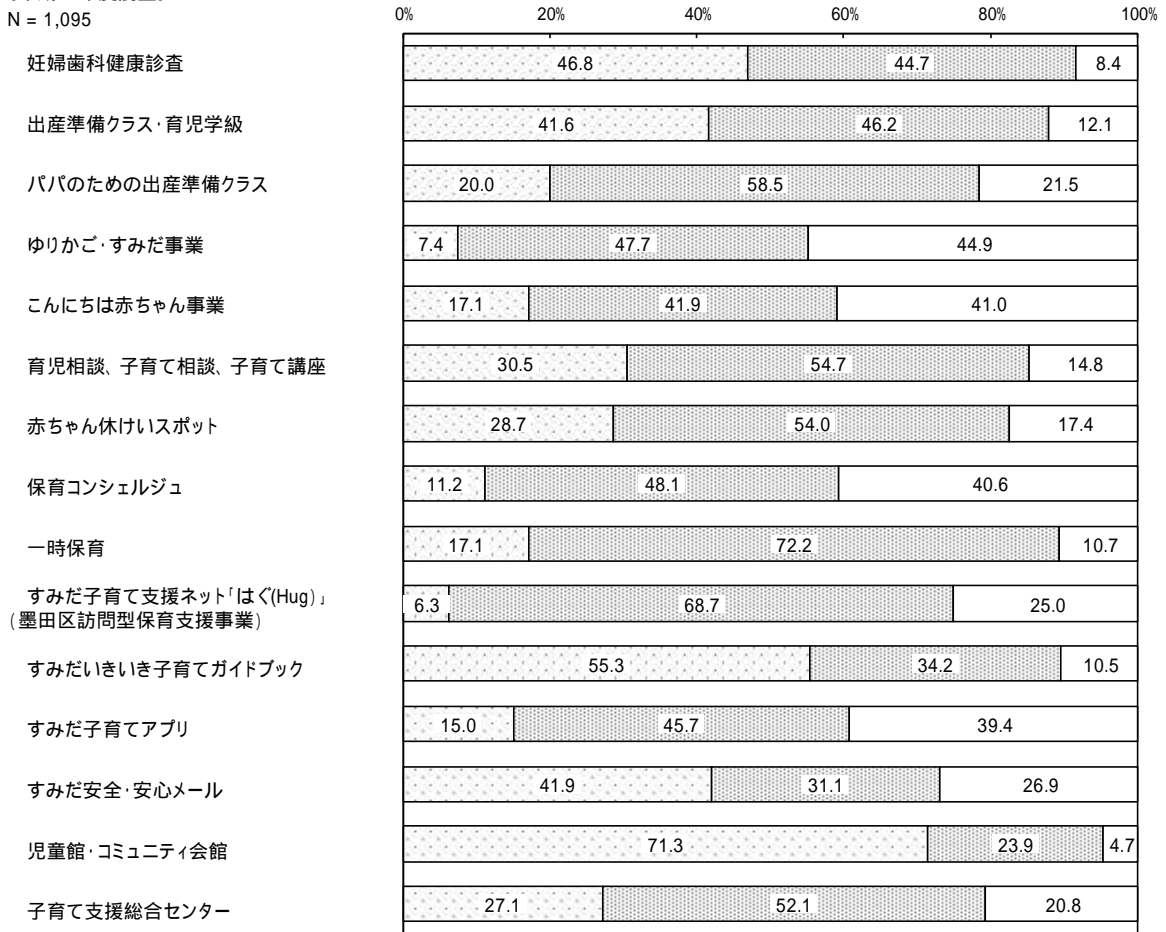 N = 1,095
0% 20% 40% 60% 80% 100%
妊婦歯科健康診査 46.8 44.7 8.4
出産準備クラス・育児学級 41.6 46.2 12.1
パパのための出産準備クラス 20.0 58.5 21.5
ゆりかご・すみだ事業 7.4 47.7 44.9
こんにちは赤ちゃん事業 17.1 41.9 41.0
育児相談、子育て相談、子育て講座 30.5 54.7 14.8
赤ちゃん休けいスポット 28.7 54.0 17.4
保育コンシェルジュ 11.2 48.1 40.6
一時保育 17.1 72.2 10.7
すみだ子育て支援ネット「はぐ(Hug)」
(墨田区訪問型保育支援事業) 6.3 68.7 25.0
すみだいきいき子育てガイドブック 55.3 34.2 10.5
すみだ子育てアプリ 15.0 45.7 39.4
すみだ安全・安心メール 41.9 31.1 26.9
児童館・コミュニティ会館 71.3 23.9 4.7
子育て支援総合センター 27.1 52.1 20.8